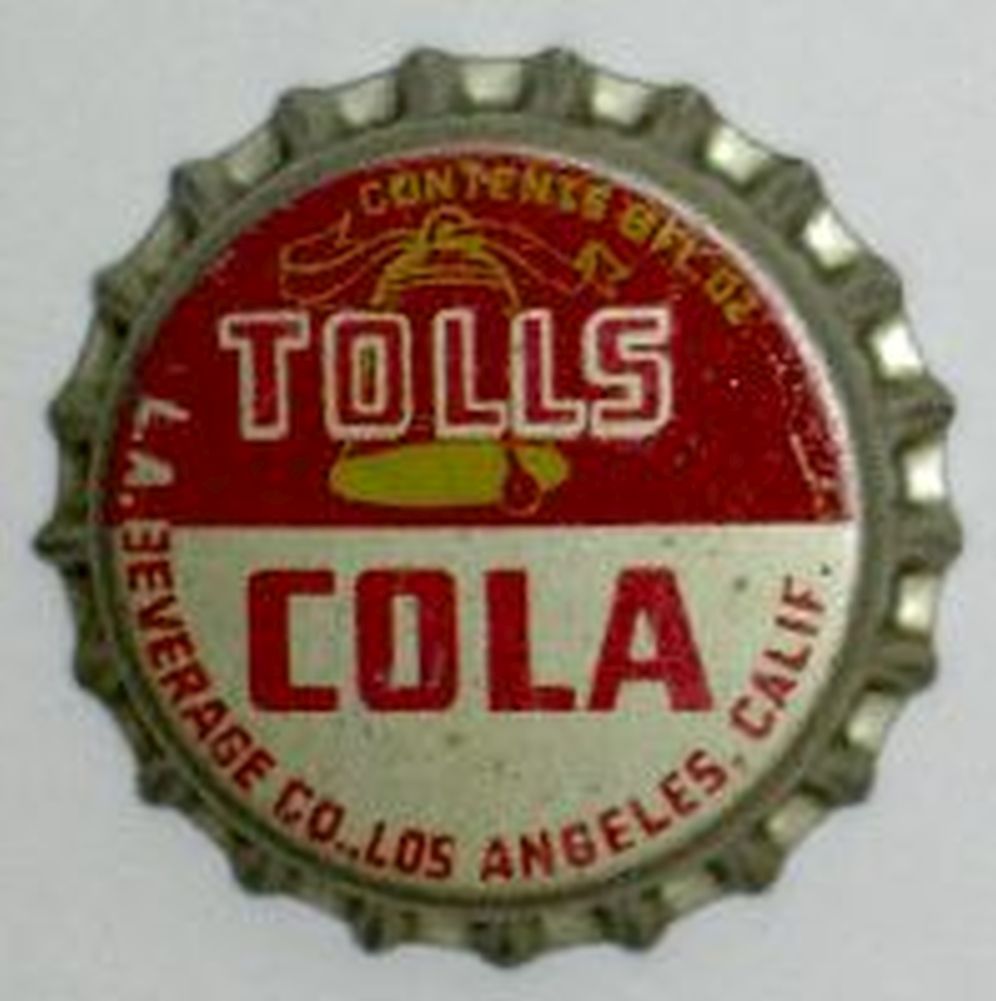 CONTENTS 6 FL. OZ.
TOLLS
COLA
L.A. BEVERAGE CO., LOS ANGELES, CALIF.